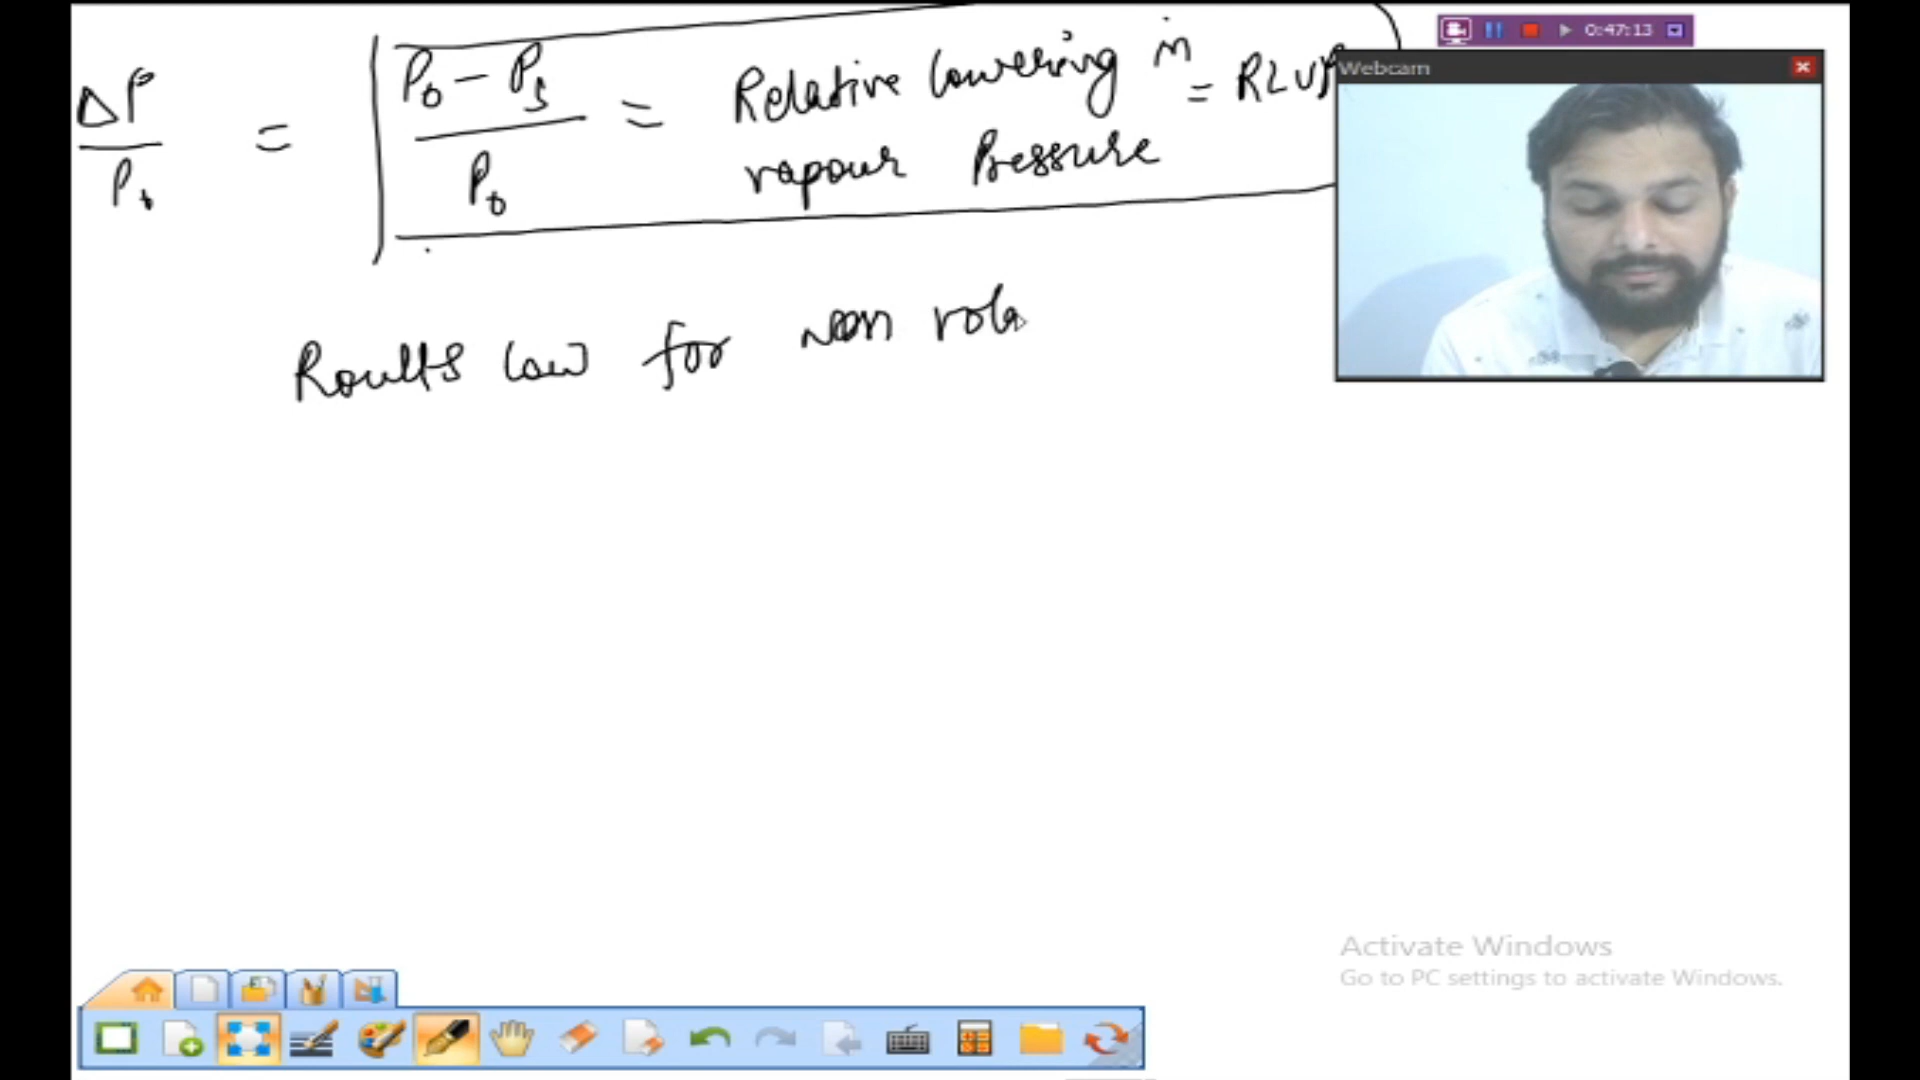 ΔP / P₀ = | P₀ - Pₛ / P₀ = Relative lowering in vapour Pressure = RLVP
Roults law for non vola
0:47:13
Webcam
Activate Windows
Go to PC settings to activate Windows.